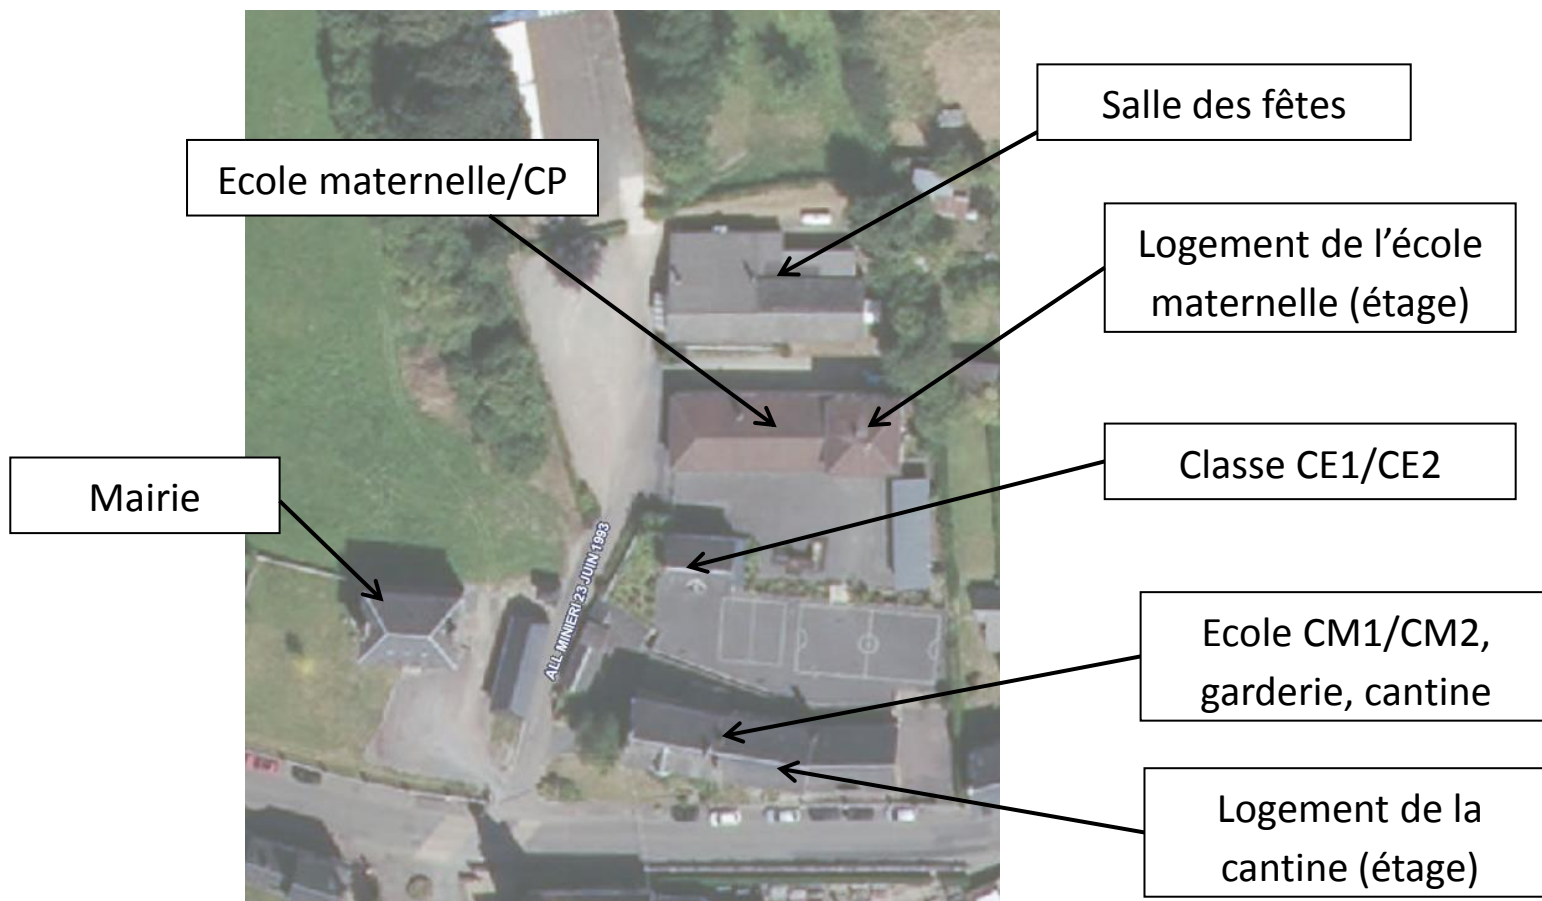 Salle des fêtes
Ecole maternelle/CP
Logement de l’école
maternelle (étage)
Classe CE1/CE2
Mairie
ALL MINIERI 23 JUIN 1993
Ecole CM1/CM2,
garderie, cantine
Logement de la
cantine (étage)